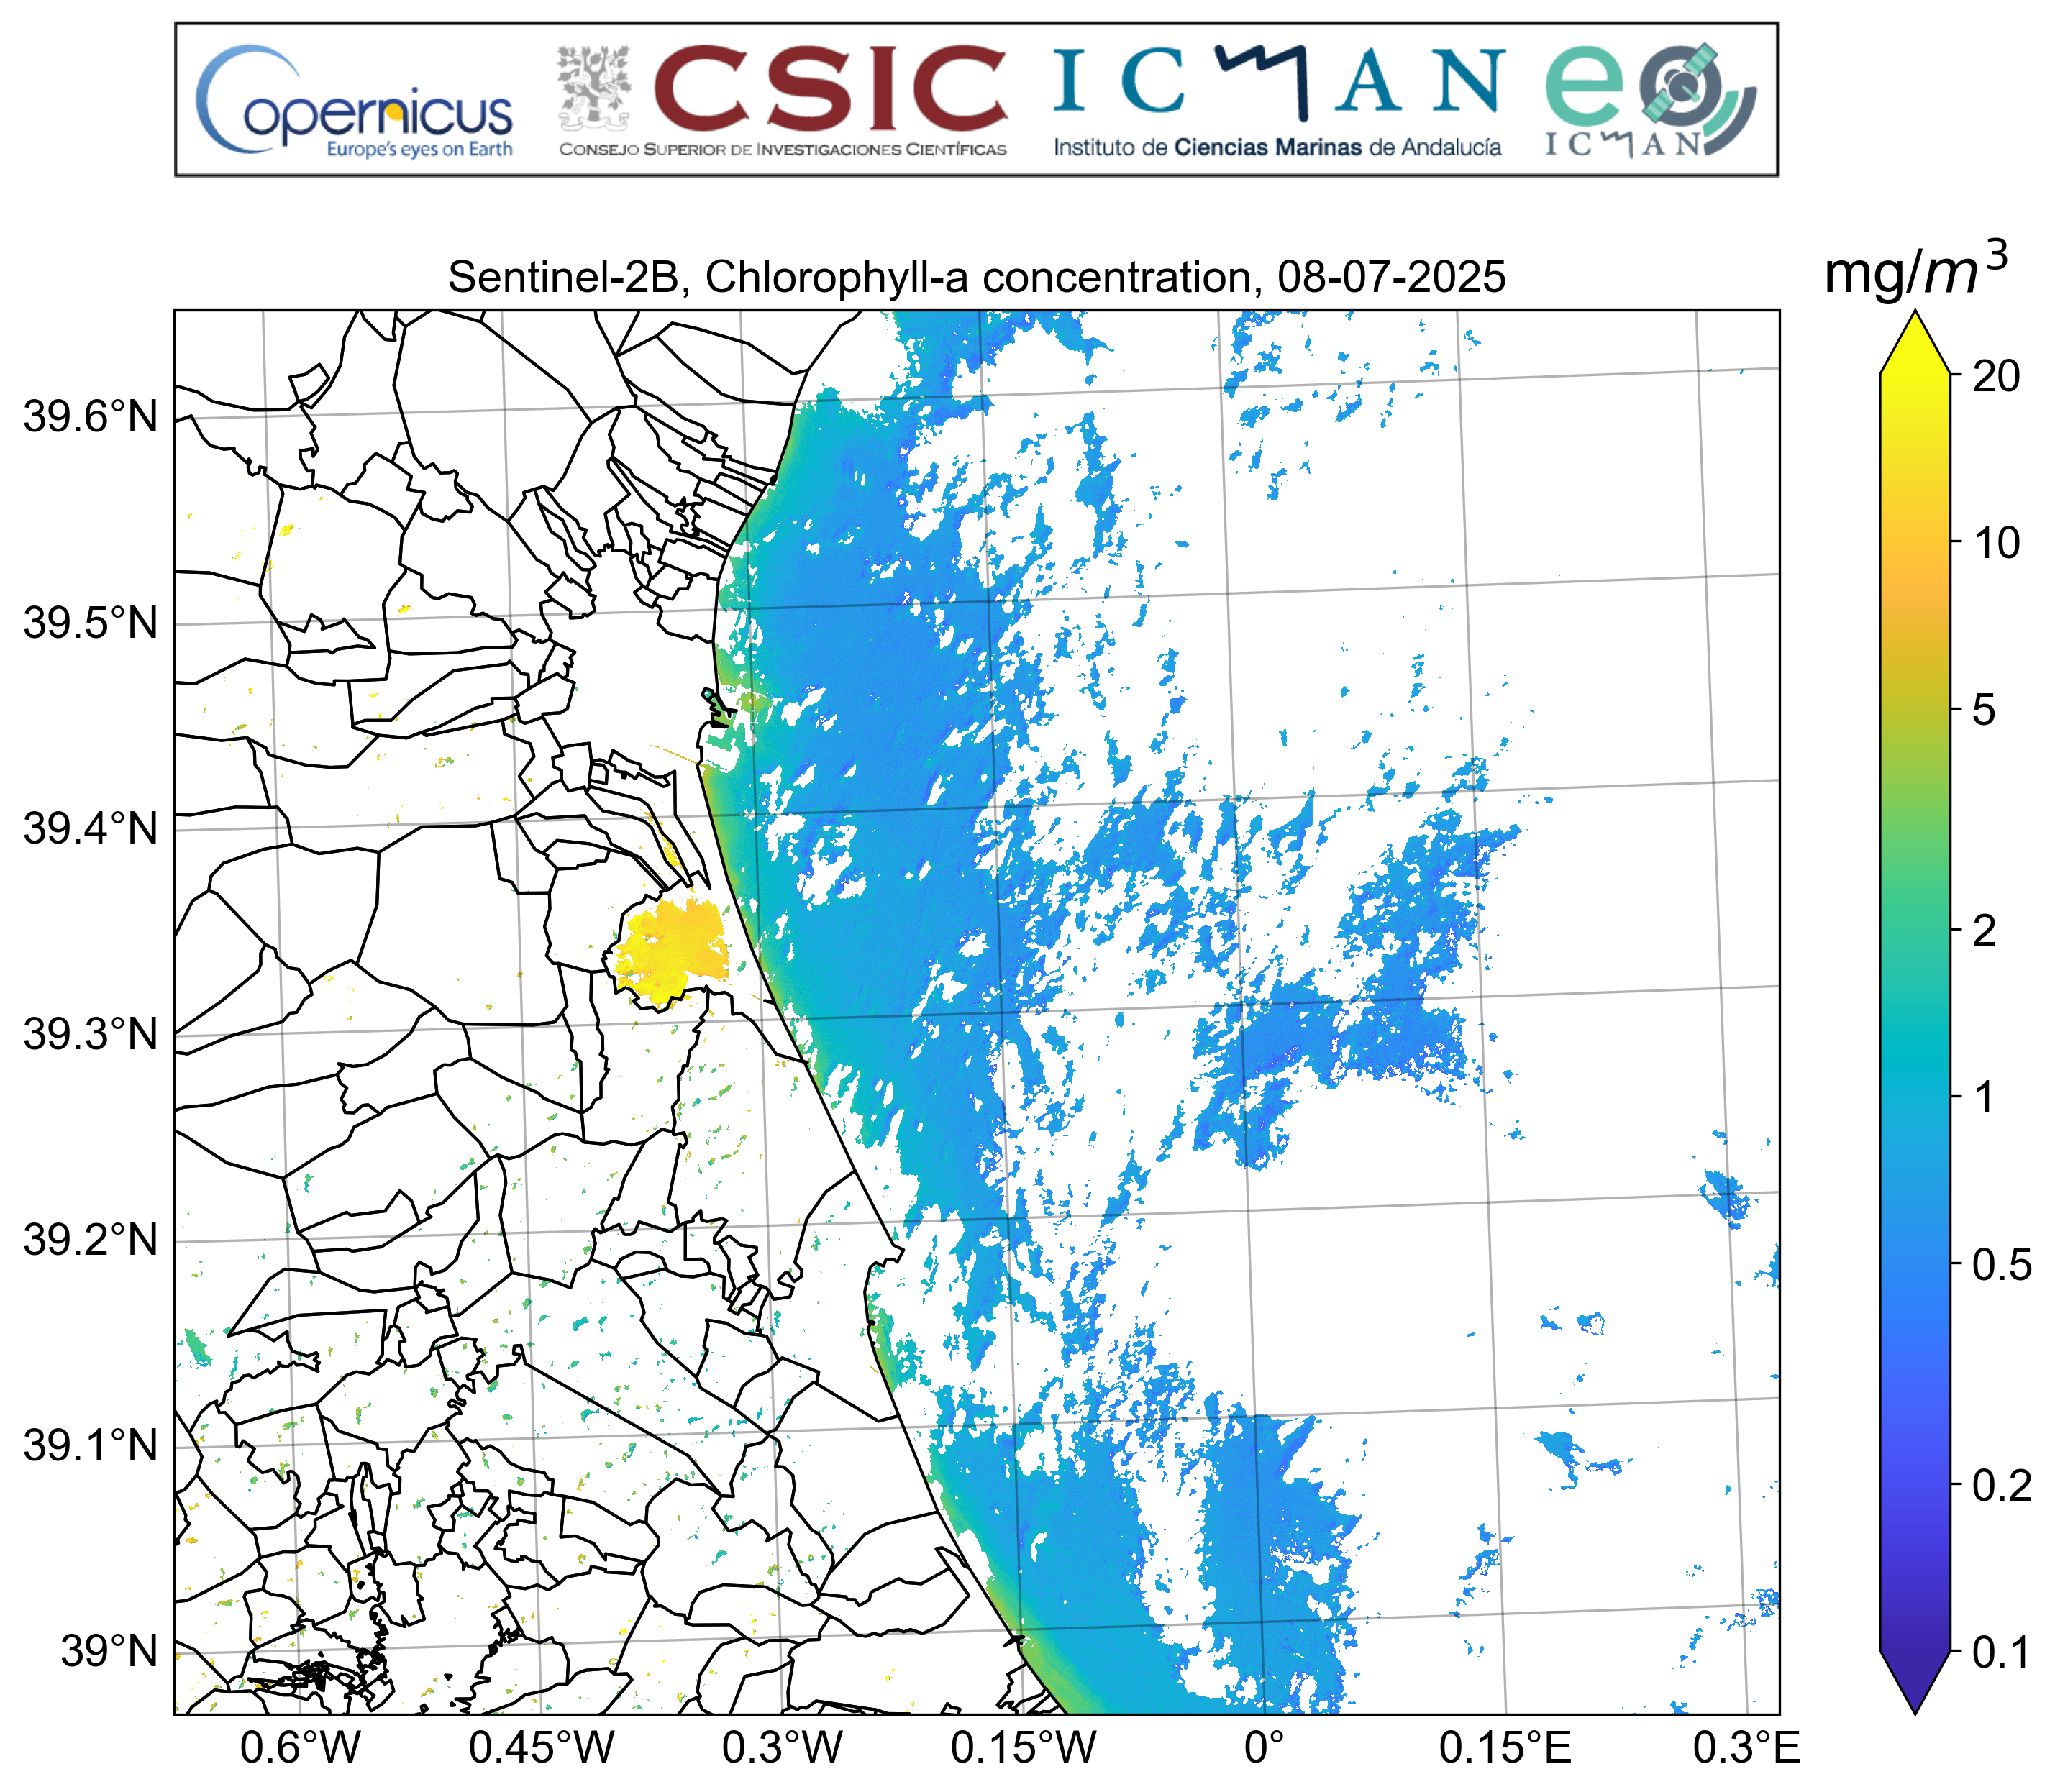 Copernicus
Europe's eyes on Earth
CSIC
CONSEJO SUPERIOR DE INVESTIGACIONES CIENTÍFICAS
ICMAN
Instituto de Ciencias Marinas de Andalucía
eo
ICMAN
Sentinel-2B, Chlorophyll-a concentration, 08-07-2025
mg/m³
39.6°N
39.5°N
39.4°N
39.3°N
39.2°N
39.1°N
39°N
0.6°W
0.45°W
0.3°W
0.15°W
0°
0.15°E
0.3°E
20
10
5
2
1
0.5
0.2
0.1